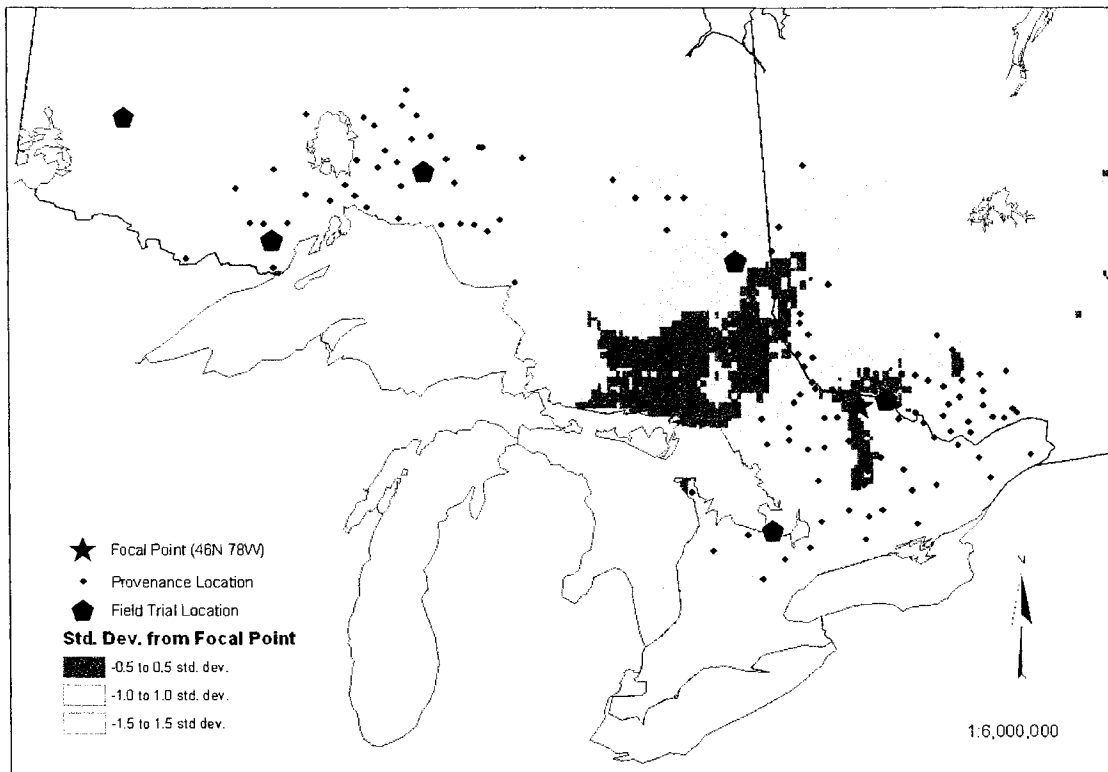 Focal Point (46N 78W)
Provenance Location
Field Trial Location
Std. Dev. from Focal Point
-0.5 to 0.5 std. dev.
-1.0 to 1.0 std. dev.
-1.5 to 1.5 std dev.
N
1:6,000,000